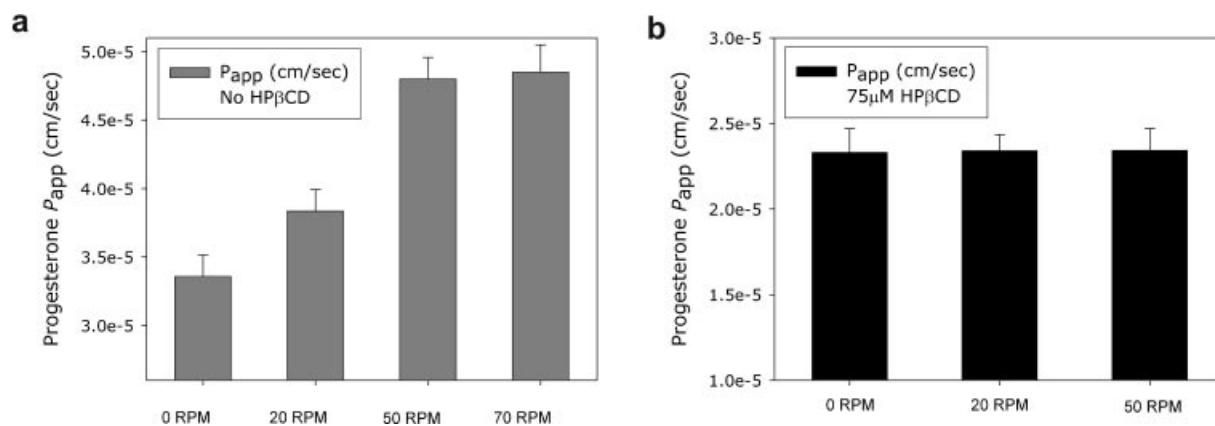 a
Progesterone Papp (cm/sec)
5.0e-5
4.5e-5
4.0e-5
3.5e-5
3.0e-5
Papp (cm/sec)
No HPβCD
0 RPM
20 RPM
50 RPM
70 RPM
b
Progesterone Papp (cm/sec)
3.0e-5
2.5e-5
2.0e-5
1.5e-5
1.0e-5
Papp (cm/sec)
75μM HPβCD
0 RPM
20 RPM
50 RPM